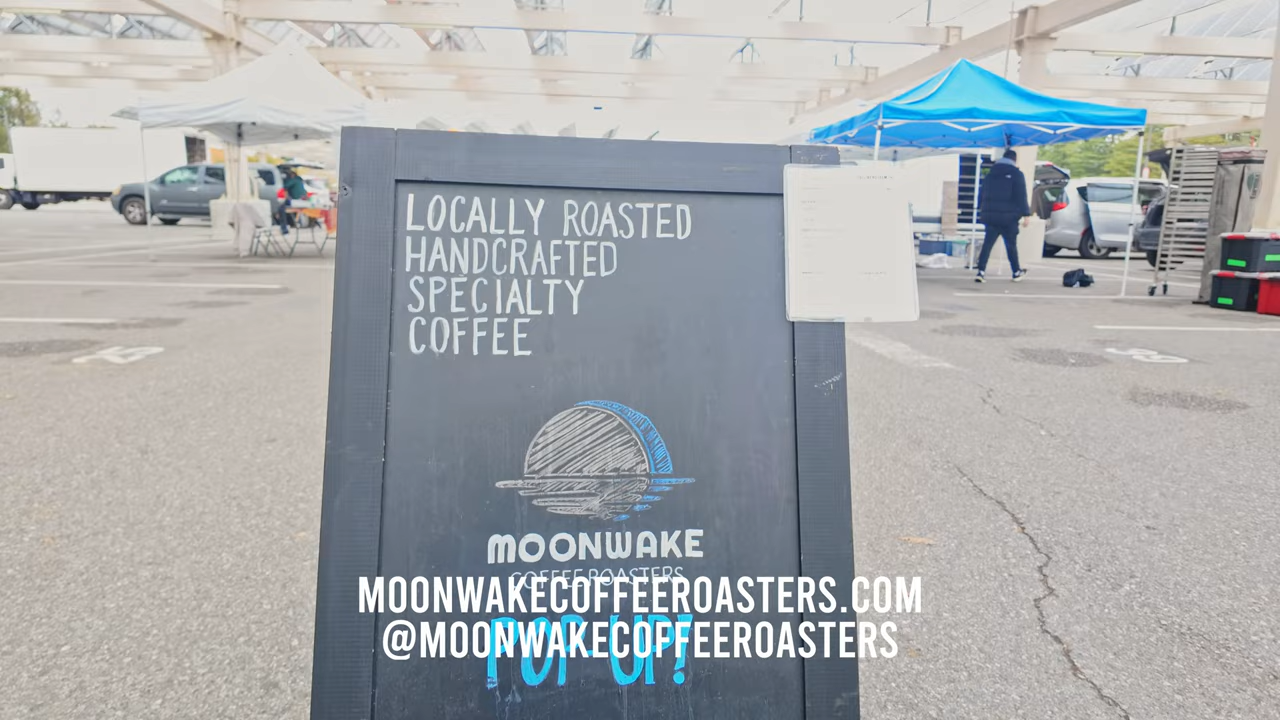 LOCALLY ROASTED
HANDCRAFTED
SPECIALTY
COFFEE
MOONWAKE
COFFEE ROASTERS
MOONWAKECOFFEEROASTERS.COM
@MOONWAKECOFFEEROASTERS
POP-UP!